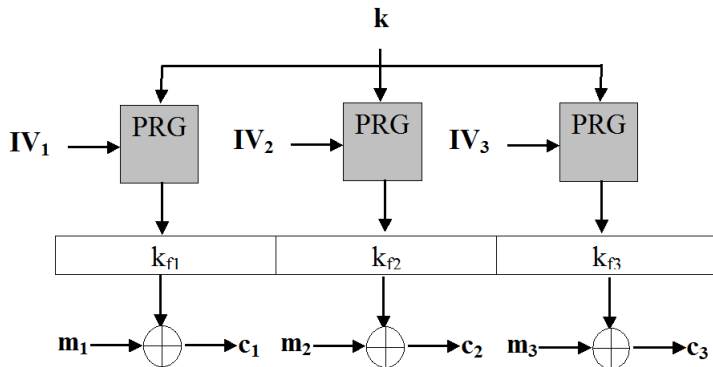 k
PRG PRG PRG
IV1 IV2 IV3
kf1 kf2 kf3
m1 c1 m2 c2 m3 c3